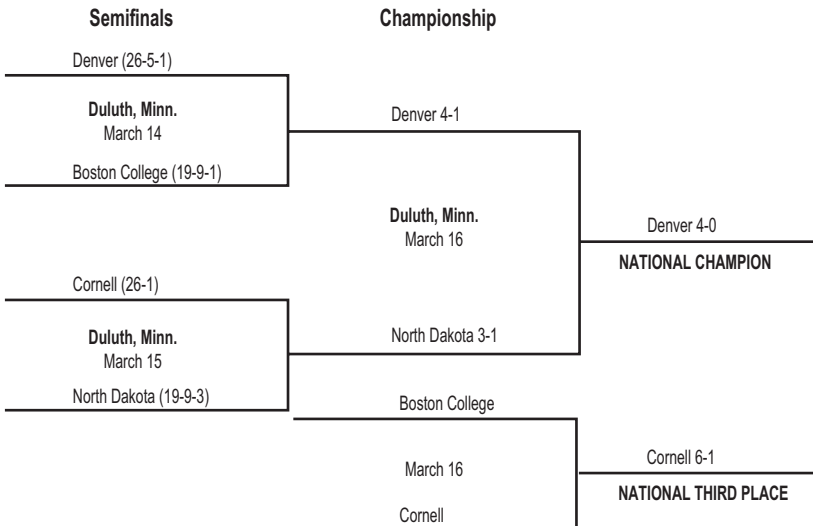 Semifinals
Championship
Denver (26-5-1)
Duluth, Minn.
March 14
Boston College (19-9-1)
Denver 4-1
Duluth, Minn.
March 16
Denver 4-0
NATIONAL CHAMPION
Cornell (26-1)
Duluth, Minn.
March 15
North Dakota (19-9-3)
North Dakota 3-1
Boston College
March 16
Cornell
Cornell 6-1
NATIONAL THIRD PLACE